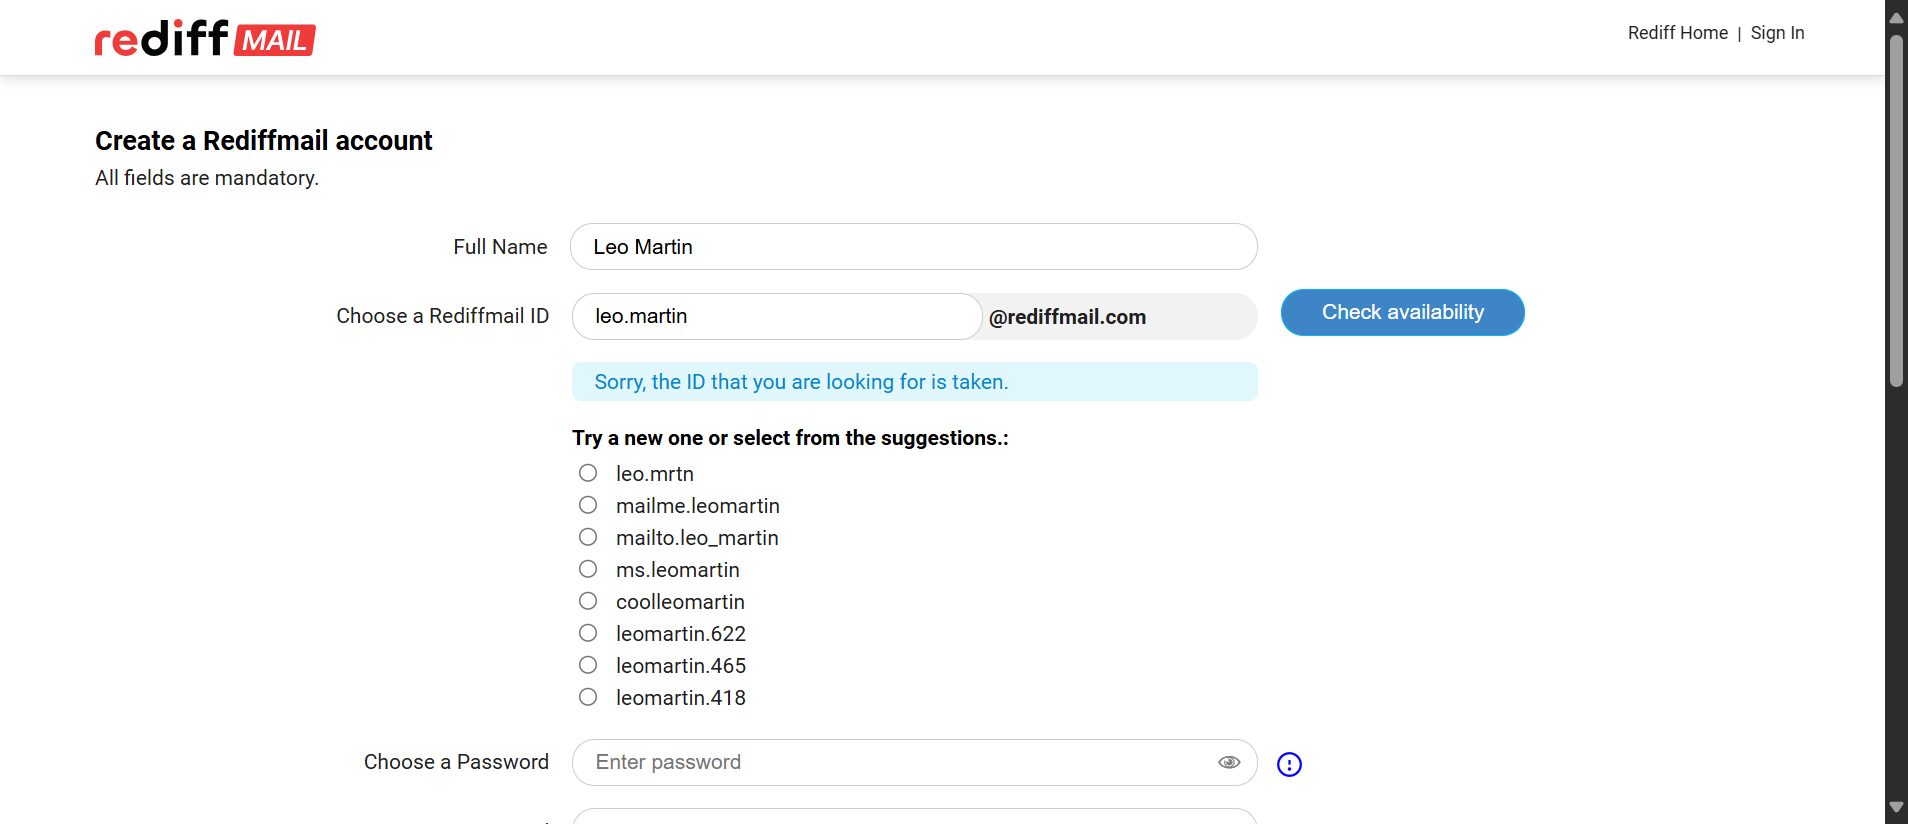 rediff MAIL
Rediff Home | Sign In
Create a Rediffmail account
All fields are mandatory.
Full Name Leo Martin
Choose a Rediffmail ID leo.martin @rediffmail.com Check availability
Sorry, the ID that you are looking for is taken.
Try a new one or select from the suggestions.:
leo.mrtn
mailme.leomartin
mailto.leo_martin
ms.leomartin
coolleomartin
leomartin.622
leomartin.465
leomartin.418
Choose a Password Enter password